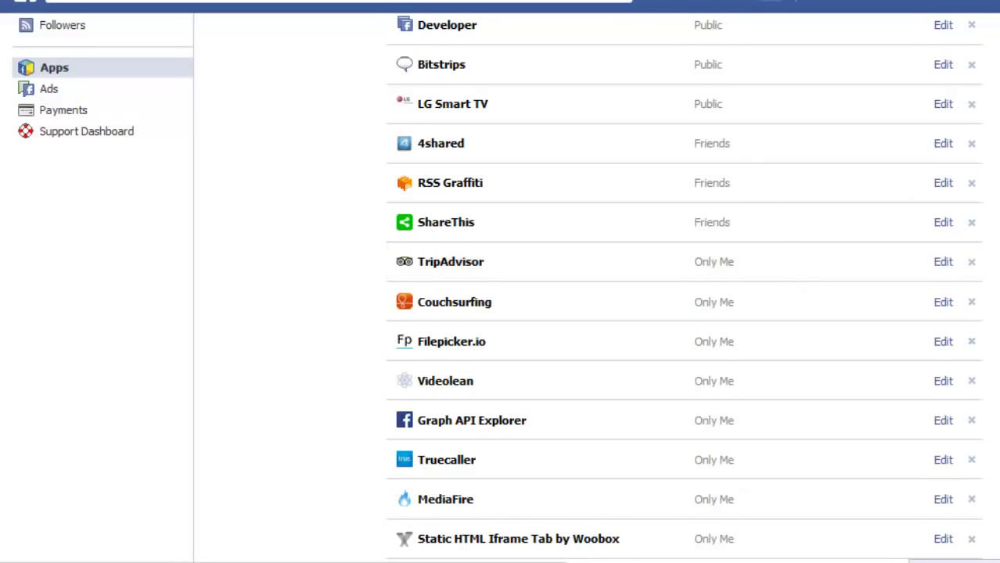 Followers
Apps
Ads
Payments
Support Dashboard
Developer Public Edit
Bitstrips Public Edit
LG LG Smart TV Public Edit
4shared Friends Edit
RSS Graffiti Friends Edit
ShareThis Friends Edit
TripAdvisor Only Me Edit
Couchsurfing Only Me Edit
Fp Filepicker.io Only Me Edit
Videolean Only Me Edit
Graph API Explorer Only Me Edit
true Truecaller Only Me Edit
MediaFire Only Me Edit
Static HTML Iframe Tab by Woobox Only Me Edit